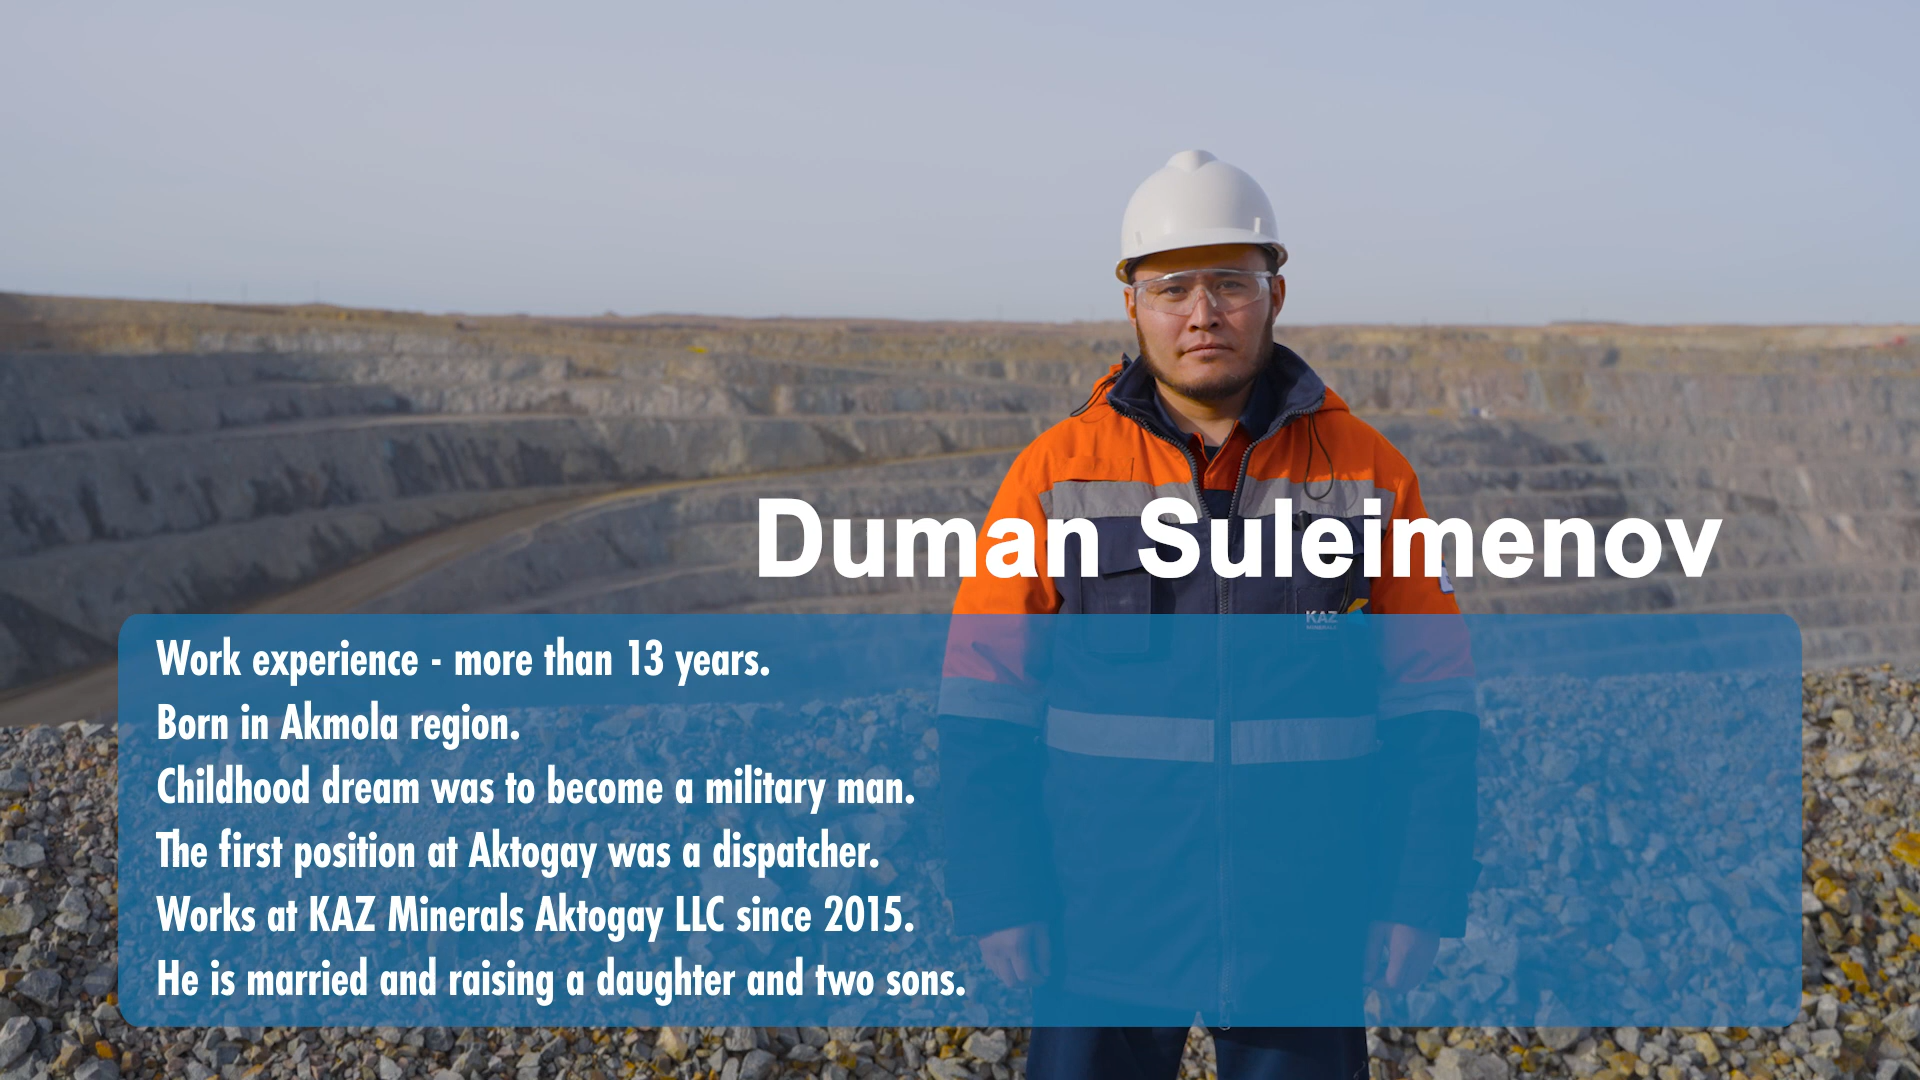 Duman Suleimenov
KAZ
MINERALS
Work experience - more than 13 years.
Born in Akmola region.
Childhood dream was to become a military man.
The first position at Aktogay was a dispatcher.
Works at KAZ Minerals Aktogay LLC since 2015.
He is married and raising a daughter and two sons.